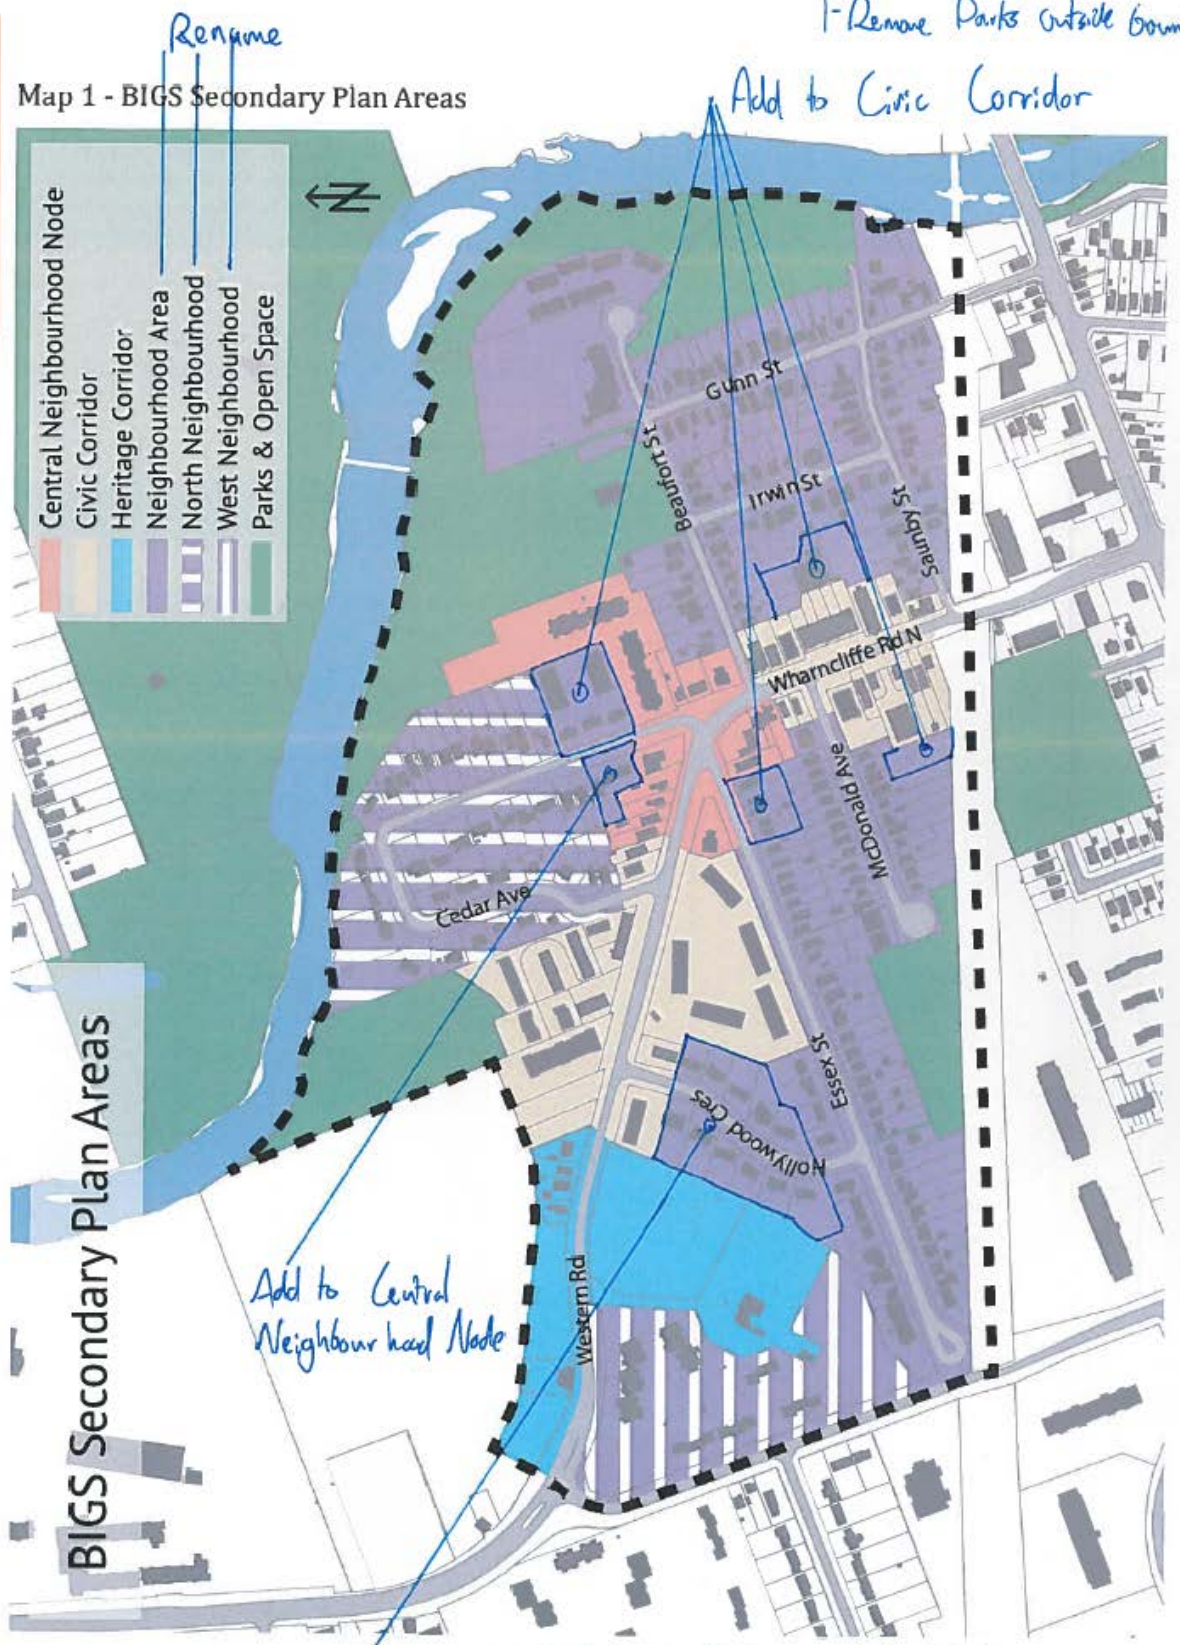 Rename
1-Remove Parks outside
Map 1 - BIGS Secondary Plan Areas
Add to Civic Corridor
Central Neighbourhood Node
Civic Corridor
Heritage Corridor
Neighbourhood Area
North Neighbourhood
West Neighbourhood
Parks & Open Space
N
Gunn St
Beaufort St
Irwin St
Saunby St
Wharncliffe Rd N
McDonald Ave
Cedar Ave
Essex St
Hollywood Cres
Western Rd
BIGS Secondary Plan Areas
Add to Central
Neighbourhood Node